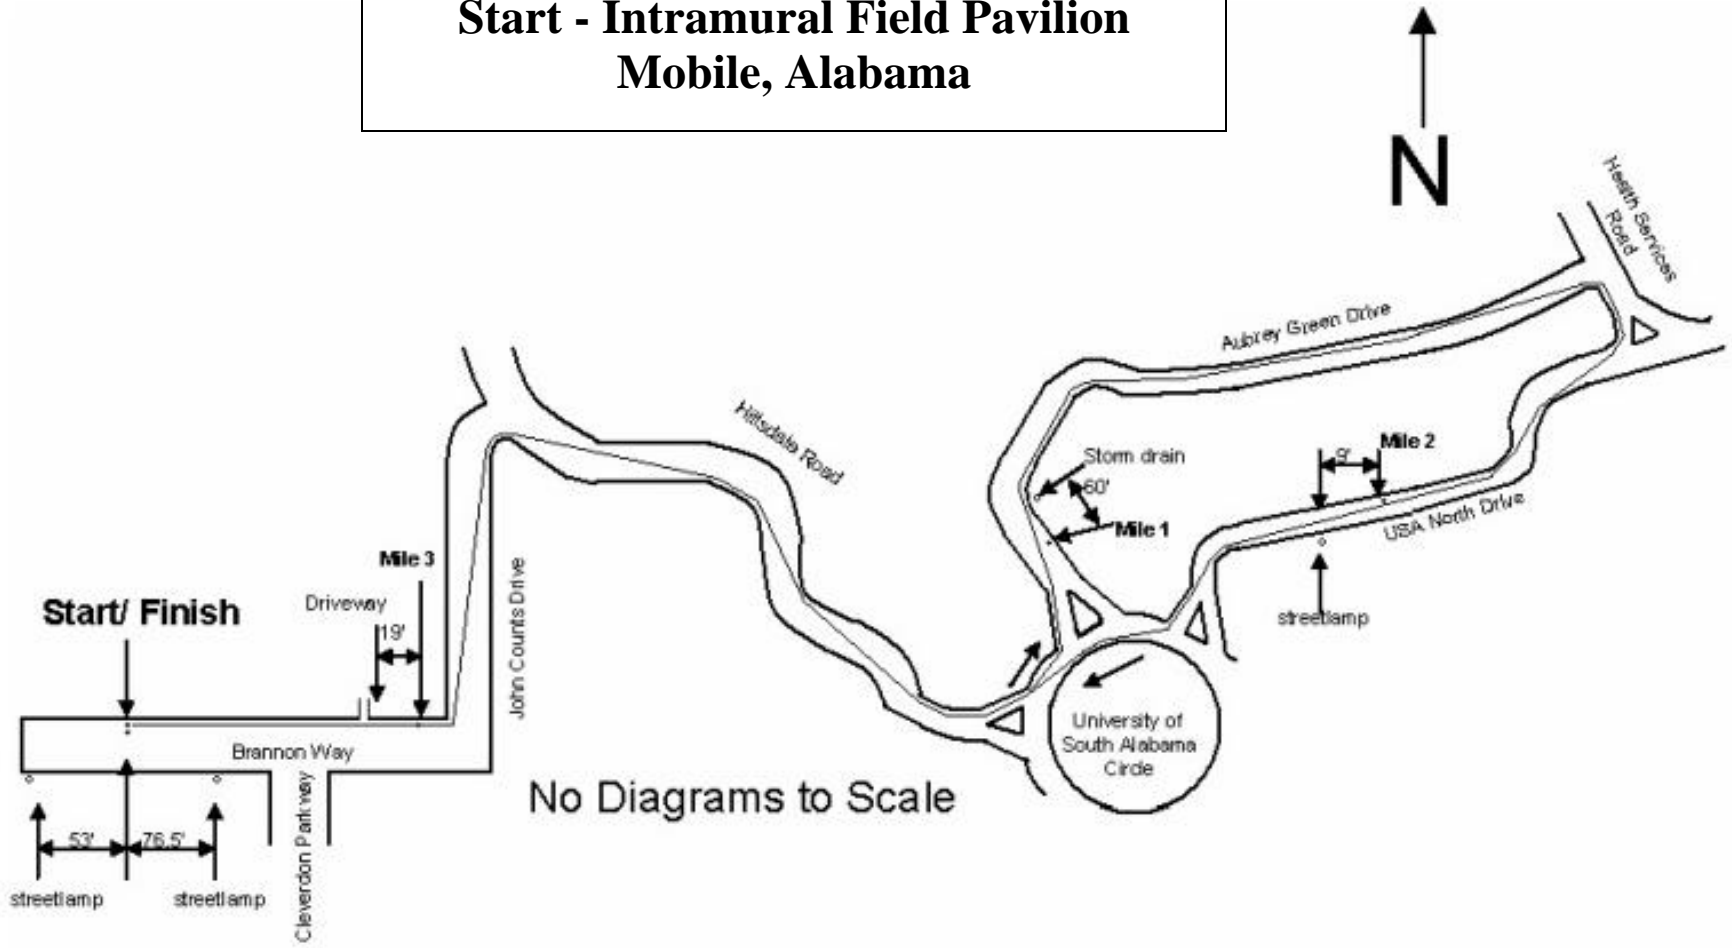 Start - Intramural Field Pavilion
Mobile, Alabama
N
Health Services
Road
Aubrey Green Drive
Hillsdale Road
Storm drain
60'
Mile 1
Mile 2
9'
USA North Drive
streetlamp
Mile 3
Driveway
19'
Start/ Finish
John Counts Drive
Brannon Way
University of
South Alabama
Circle
No Diagrams to Scale
Cleverdon Parkway
53'
76.5'
streetlamp
streetlamp